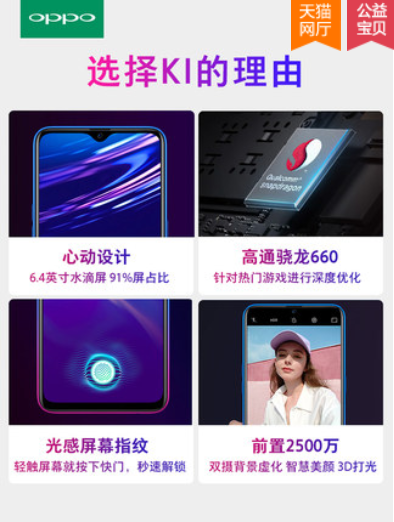 OPPO
天猫
网厅
公益
宝贝
选择K1的理由
Qualcomm
snapdragon
心动设计
6.4英寸水滴屏 91%屏占比
高通骁龙660
针对热门游戏进行深度优化
光感屏幕指纹
轻触屏幕就按下快门，秒速解锁
前置2500万
双摄背景虚化 智慧美颜 3D打光